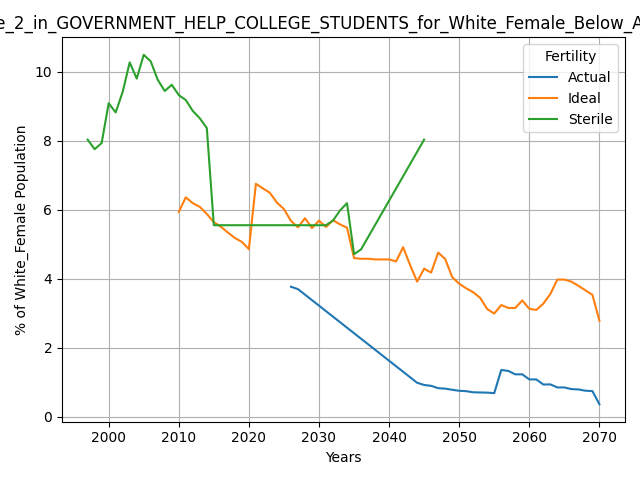 e_2_in_GOVERNMENT_HELP_COLLEGE_STUDENTS_for_White_Female_Below_A
Fertility
Actual
Ideal
Sterile
% of White_Female Population
10
8
6
4
2
0
2000 2010 2020 2030 2040 2050 2060 2070
Years